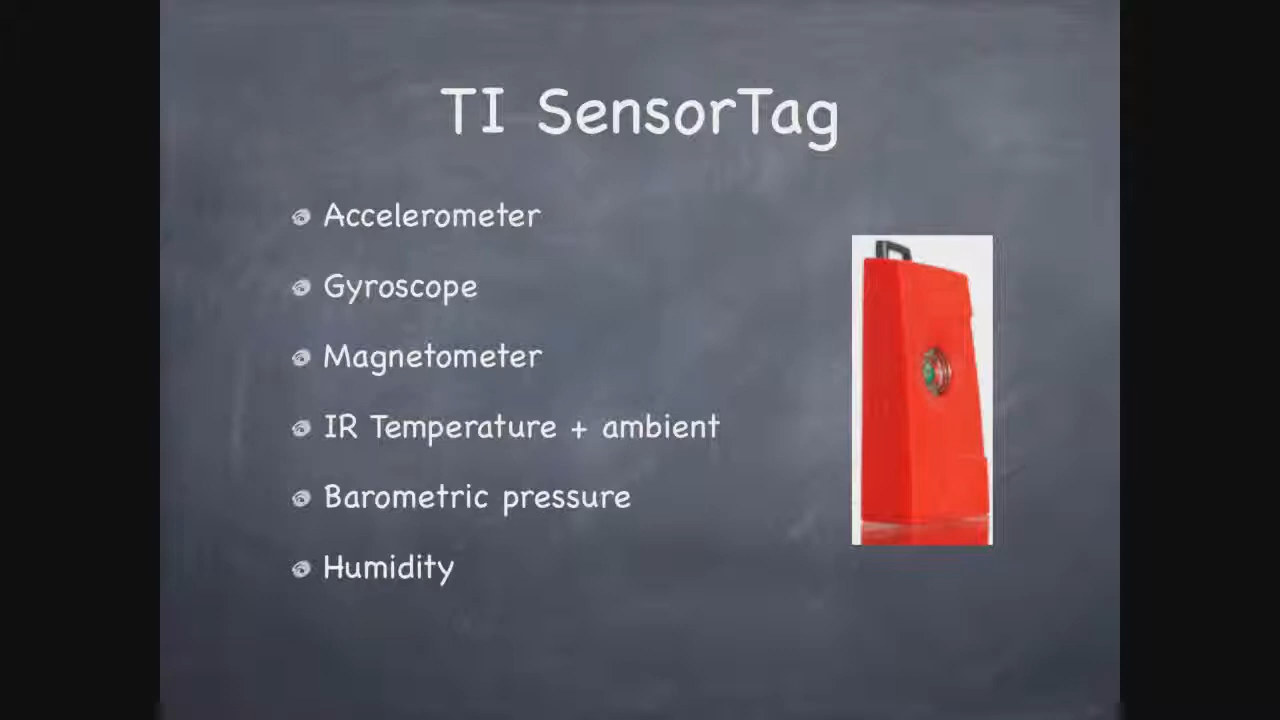 TI SensorTag
Accelerometer
Gyroscope
Magnetometer
IR Temperature + ambient
Barometric pressure
Humidity